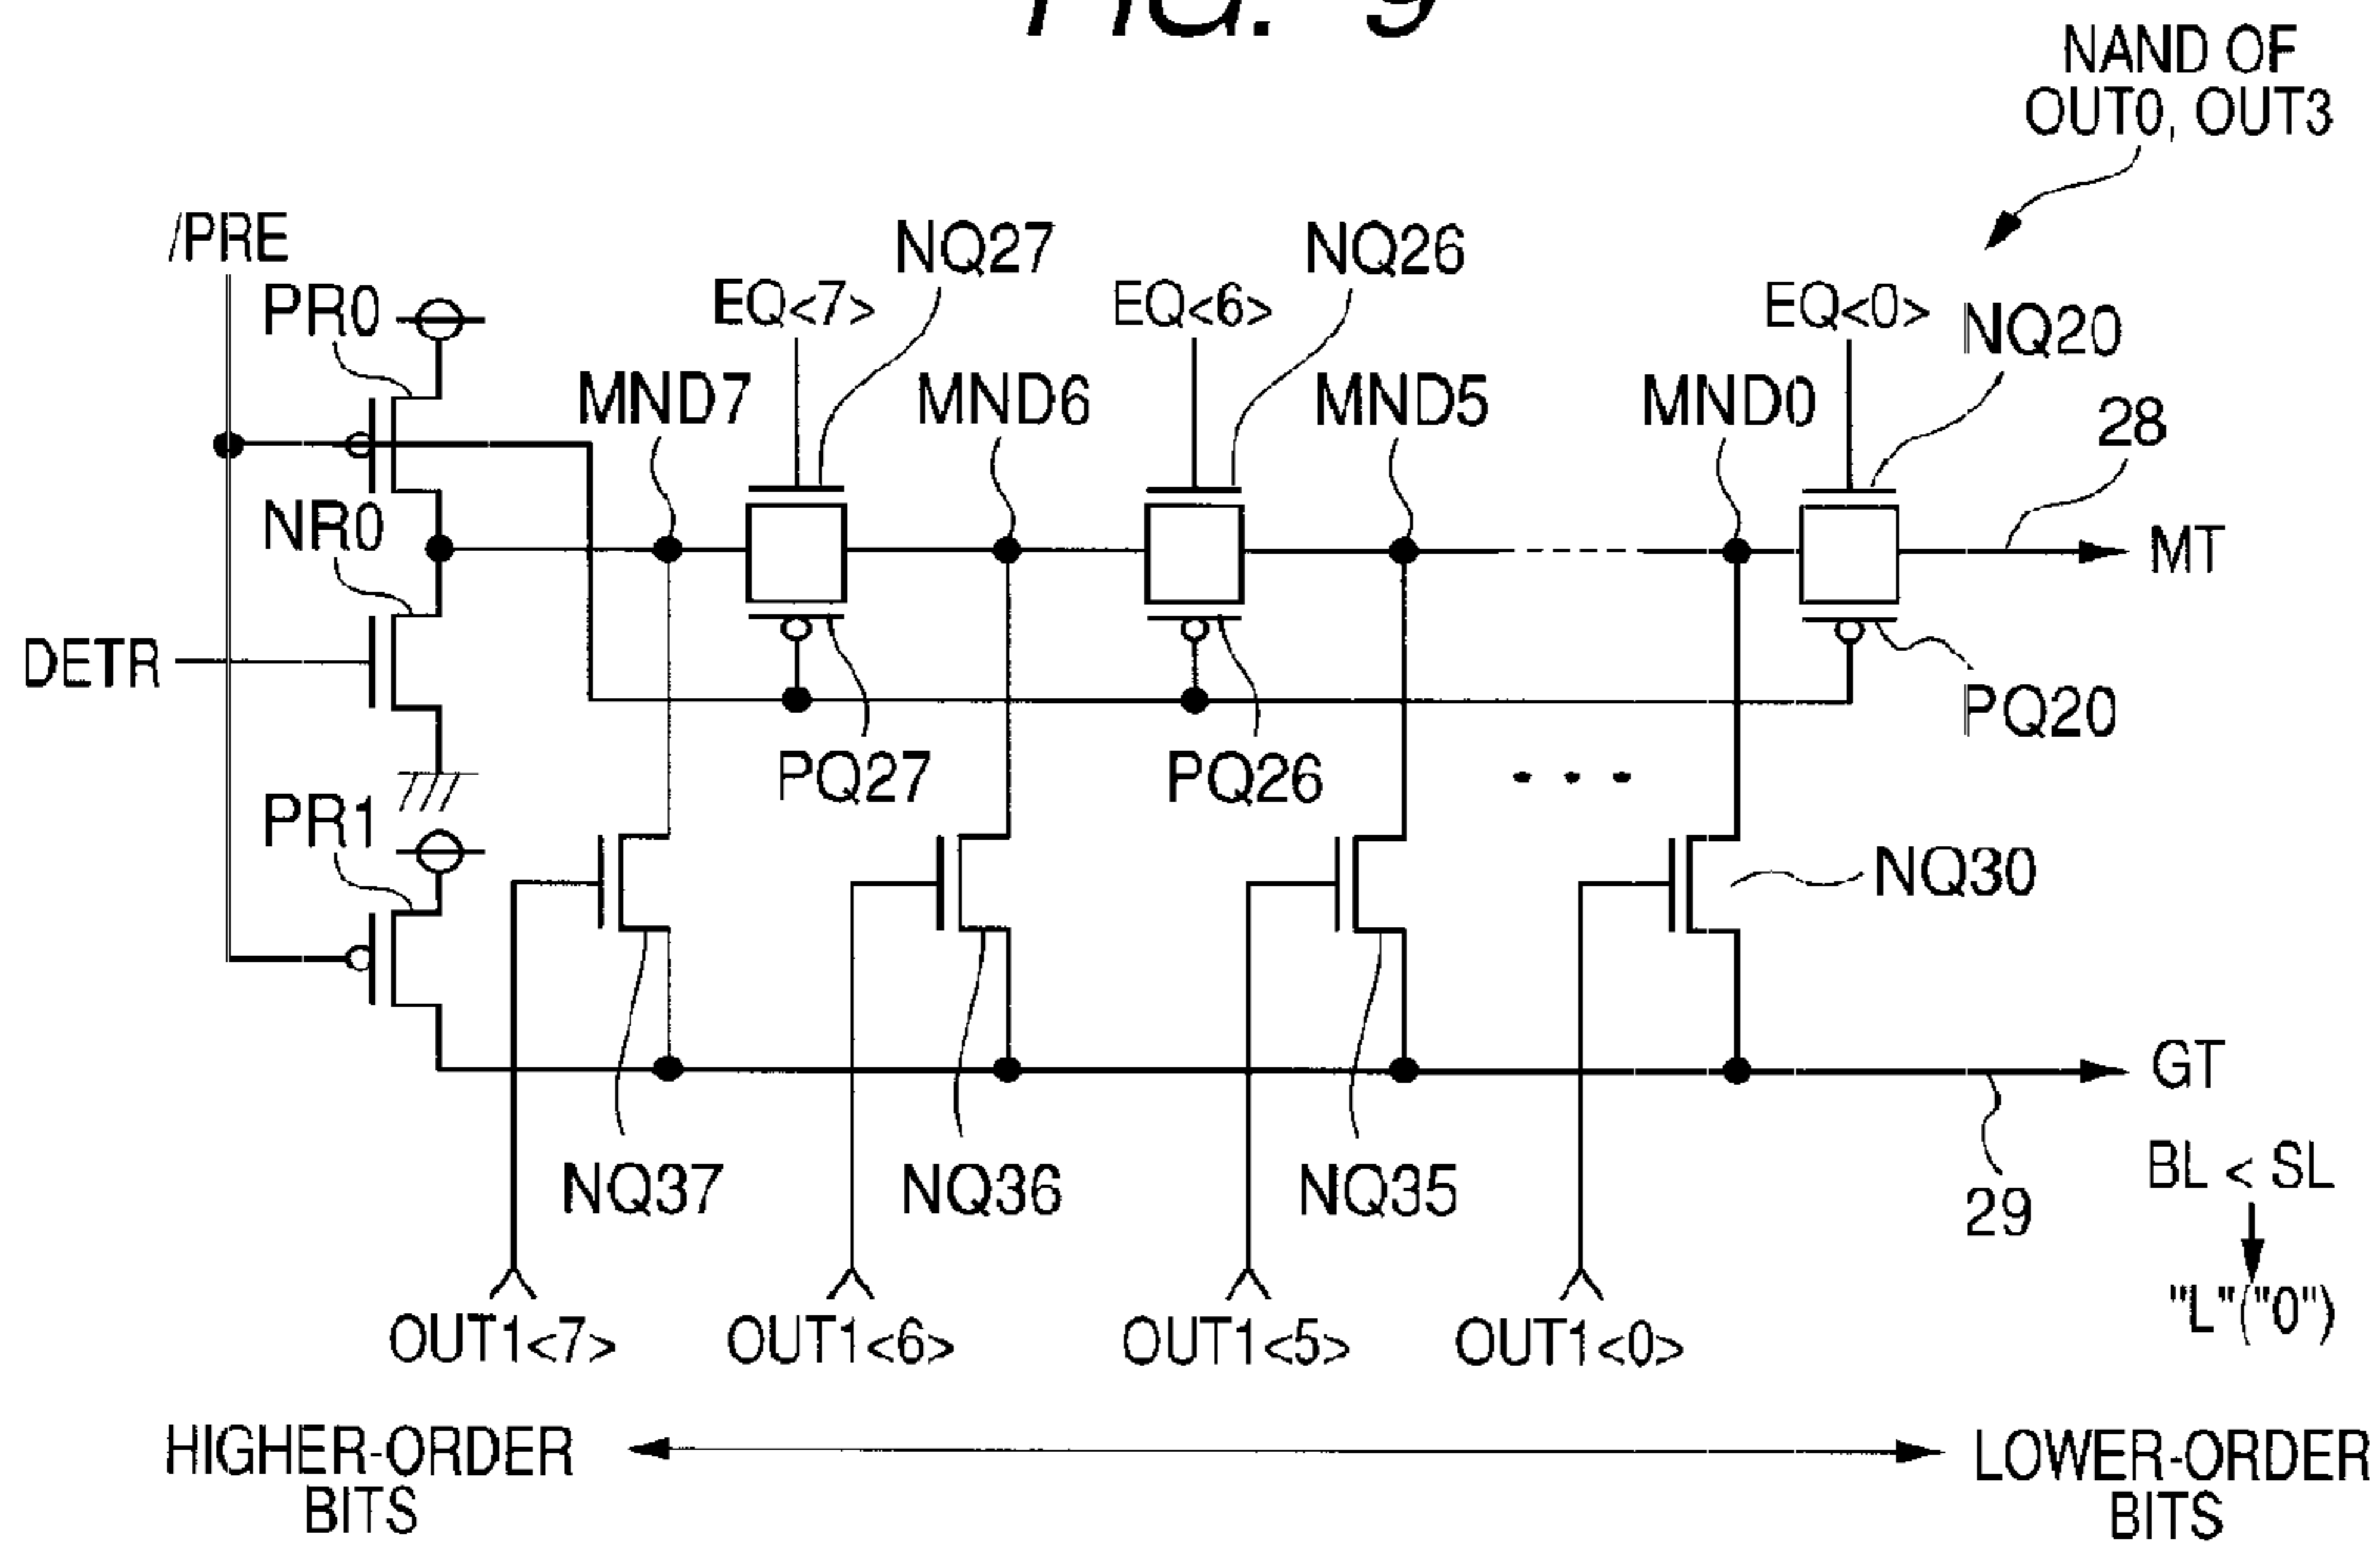 FIG. 9
NAND OF
OUT0, OUT3
/PRE
PR0
NR0
DETR
PR1
EQ<7>
NQ27
EQ<6>
NQ26
EQ<0>
NQ20
MND7
MND6
MND5
MND0
28
MT
PQ27
PQ26
. . .
PQ20
NQ30
GT
NQ37
NQ36
NQ35
29
BL < SL
"L"("0")
OUT1<7>
OUT1<6>
OUT1<5>
OUT1<0>
HIGHER-ORDER
BITS
LOWER-ORDER
BITS